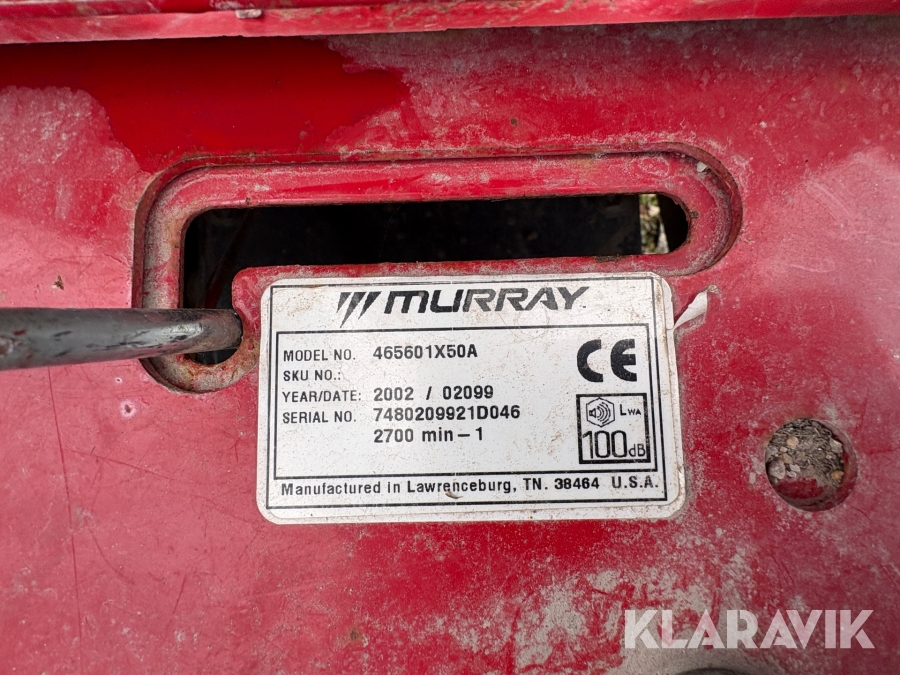 MURRAY
MODEL NO. 465601X50A
SKU NO.:
YEAR/DATE: 2002 / 02099
SERIAL NO. 7480209921D046
2700 min-1
CE
LWA
100dB
Manufactured in Lawrenceburg, TN. 38464 U.S.A.
KLARAVIK